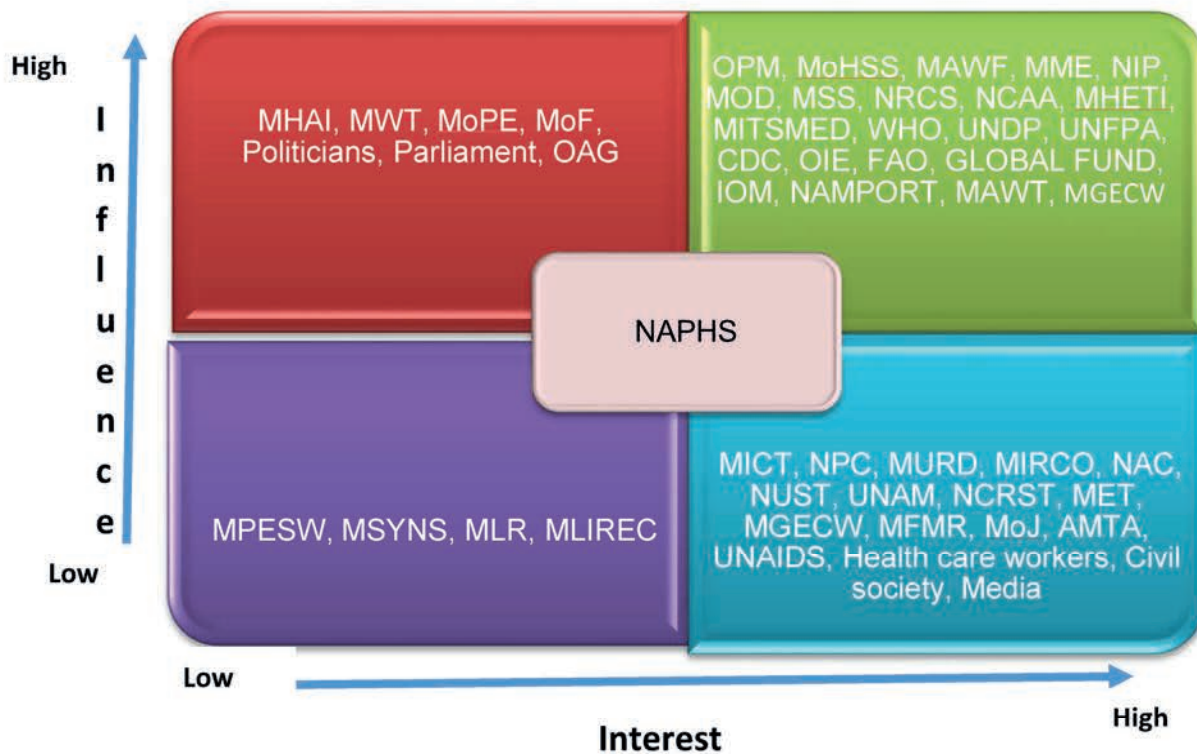 High
Influence
Low
MHAI, MWT, MoPE, MoF,
Politicians, Parliament, OAG
OPM, MoHSS, MAWF, MME, NIP,
MOD, MSS, NRCS, NCAA, MHETI,
MITSMED, WHO, UNDP, UNFPA,
CDC, OIE, FAO, GLOBAL FUND,
IOM, NAMPORT, MAWT, MGECW
NAPHS
MPESW, MSYNS, MLR, MLIREC
MICT, NPC, MURD, MIRCO, NAC,
NUST, UNAM, NCRST, MET,
MGECW, MFMR, MoJ, AMTA,
UNAIDS, Health care workers, Civil
society, Media
Low
High
Interest